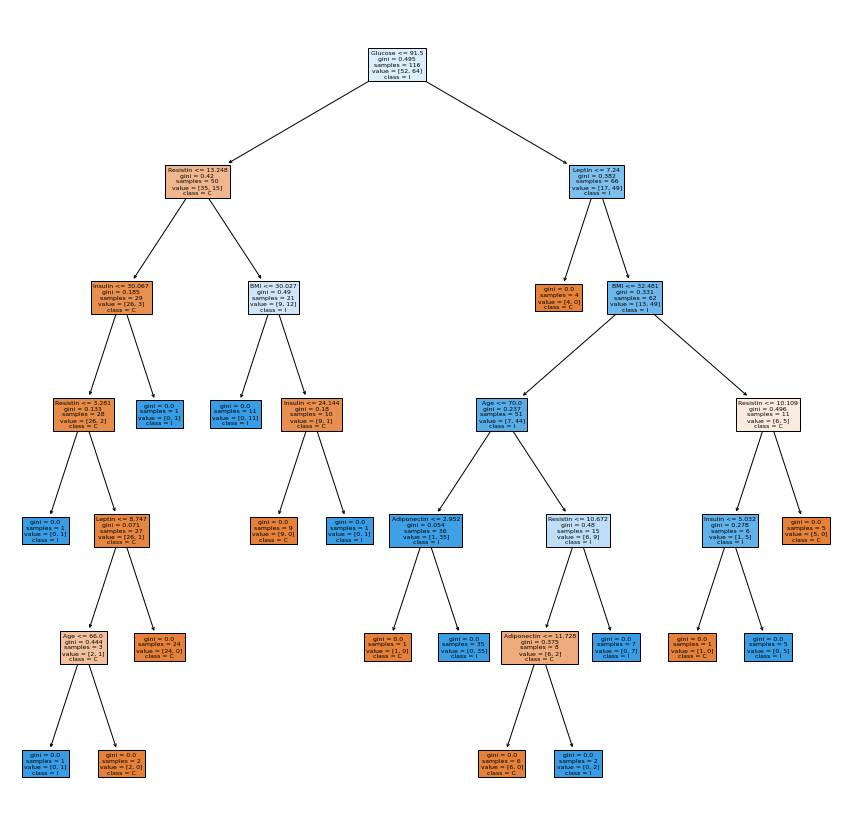 Glucose <= 91.5
gini = 0.495
samples = 116
value = [52, 64]
class = I
Resistin <= 13.248
gini = 0.42
samples = 50
value = [35, 15]
class = C
Leptin <= 7.24
gini = 0.382
samples = 66
value = [17, 49]
class = I
Insulin <= 30.067
gini = 0.185
samples = 29
value = [26, 3]
class = C
BMI <= 30.027
gini = 0.49
samples = 21
value = [9, 12]
class = I
gini = 0.0
samples = 4
value = [4, 0]
class = C
BMI <= 32.481
gini = 0.331
samples = 62
value = [13, 49]
class = I
Resistin <= 3.281
gini = 0.133
samples = 28
value = [26, 2]
class = C
gini = 0.0
samples = 1
value = [0, 1]
class = I
gini = 0.0
samples = 11
value = [0, 11]
class = I
Insulin <= 24.144
gini = 0.18
samples = 10
value = [9, 1]
class = C
Age <= 70.0
gini = 0.237
samples = 51
value = [7, 44]
class = I
Resistin <= 10.109
gini = 0.496
samples = 11
value = [6, 5]
class = C
gini = 0.0
samples = 1
value = [0, 1]
class = I
Leptin <= 8.747
gini = 0.071
samples = 27
value = [26, 1]
class = C
gini = 0.0
samples = 9
value = [9, 0]
class = C
gini = 0.0
samples = 1
value = [0, 1]
class = I
Adiponectin <= 2.952
gini = 0.054
samples = 36
value = [1, 35]
class = I
Resistin <= 10.672
gini = 0.48
samples = 15
value = [6, 9]
class = I
Insulin <= 5.032
gini = 0.278
samples = 6
value = [1, 5]
class = I
gini = 0.0
samples = 5
value = [5, 0]
class = C
Age <= 66.0
gini = 0.444
samples = 3
value = [2, 1]
class = C
gini = 0.0
samples = 24
value = [24, 0]
class = C
gini = 0.0
samples = 1
value = [1, 0]
class = C
gini = 0.0
samples = 35
value = [0, 35]
class = I
Adiponectin <= 11.728
gini = 0.375
samples = 8
value = [6, 2]
class = C
gini = 0.0
samples = 7
value = [0, 7]
class = I
gini = 0.0
samples = 1
value = [1, 0]
class = C
gini = 0.0
samples = 5
value = [0, 5]
class = I
gini = 0.0
samples = 1
value = [0, 1]
class = I
gini = 0.0
samples = 2
value = [2, 0]
class = C
gini = 0.0
samples = 6
value = [6, 0]
class = C
gini = 0.0
samples = 2
value = [0, 2]
class = I